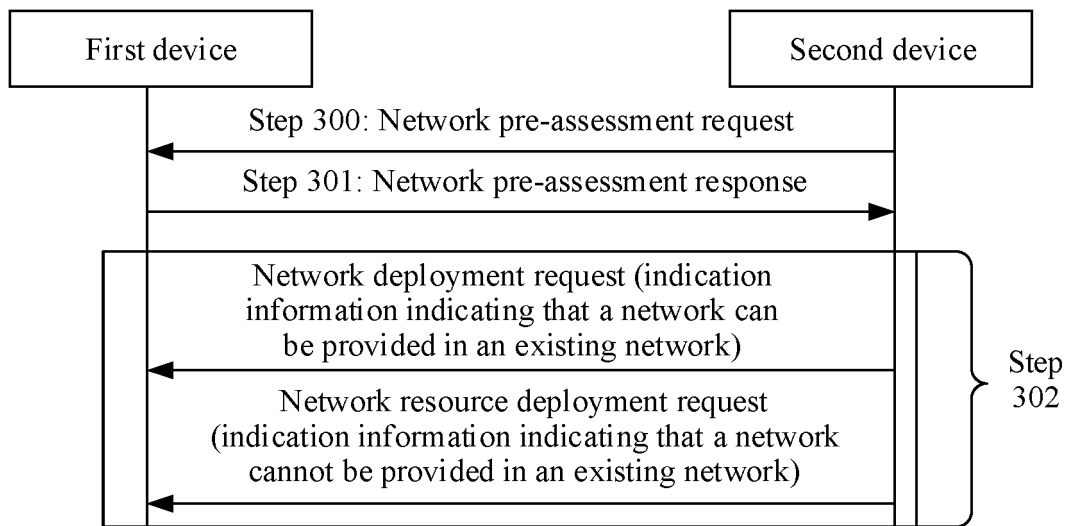 First device
Second device
Step 300: Network pre-assessment request
Step 301: Network pre-assessment response
Network deployment request (indication
information indicating that a network can
be provided in an existing network)
Network resource deployment request
(indication information indicating that a network
cannot be provided in an existing network)
Step
302